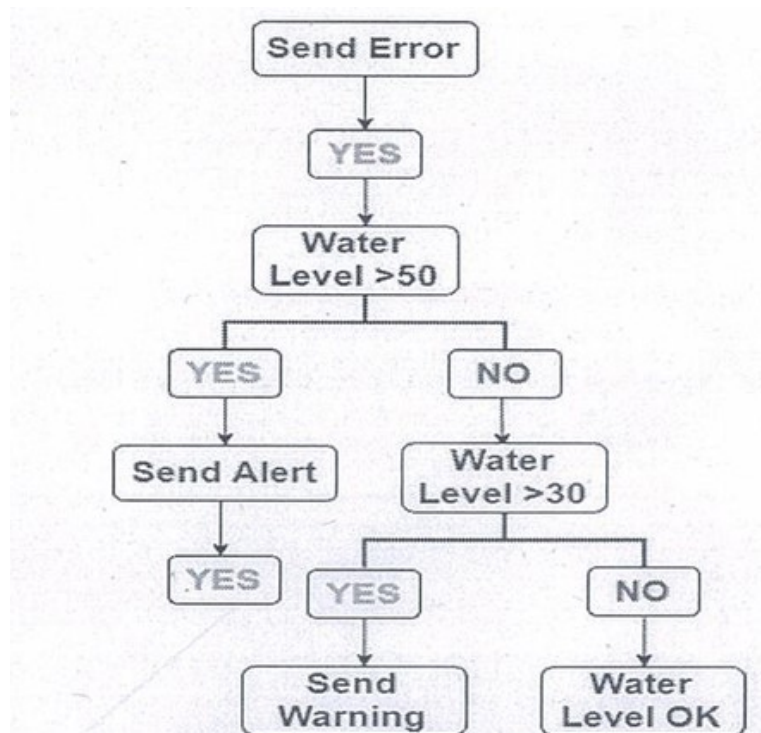 Send Error
YES
Water
Level >50
YES
NO
Send Alert
Water
Level >30
YES
YES
NO
Send
Warning
Water
Level OK